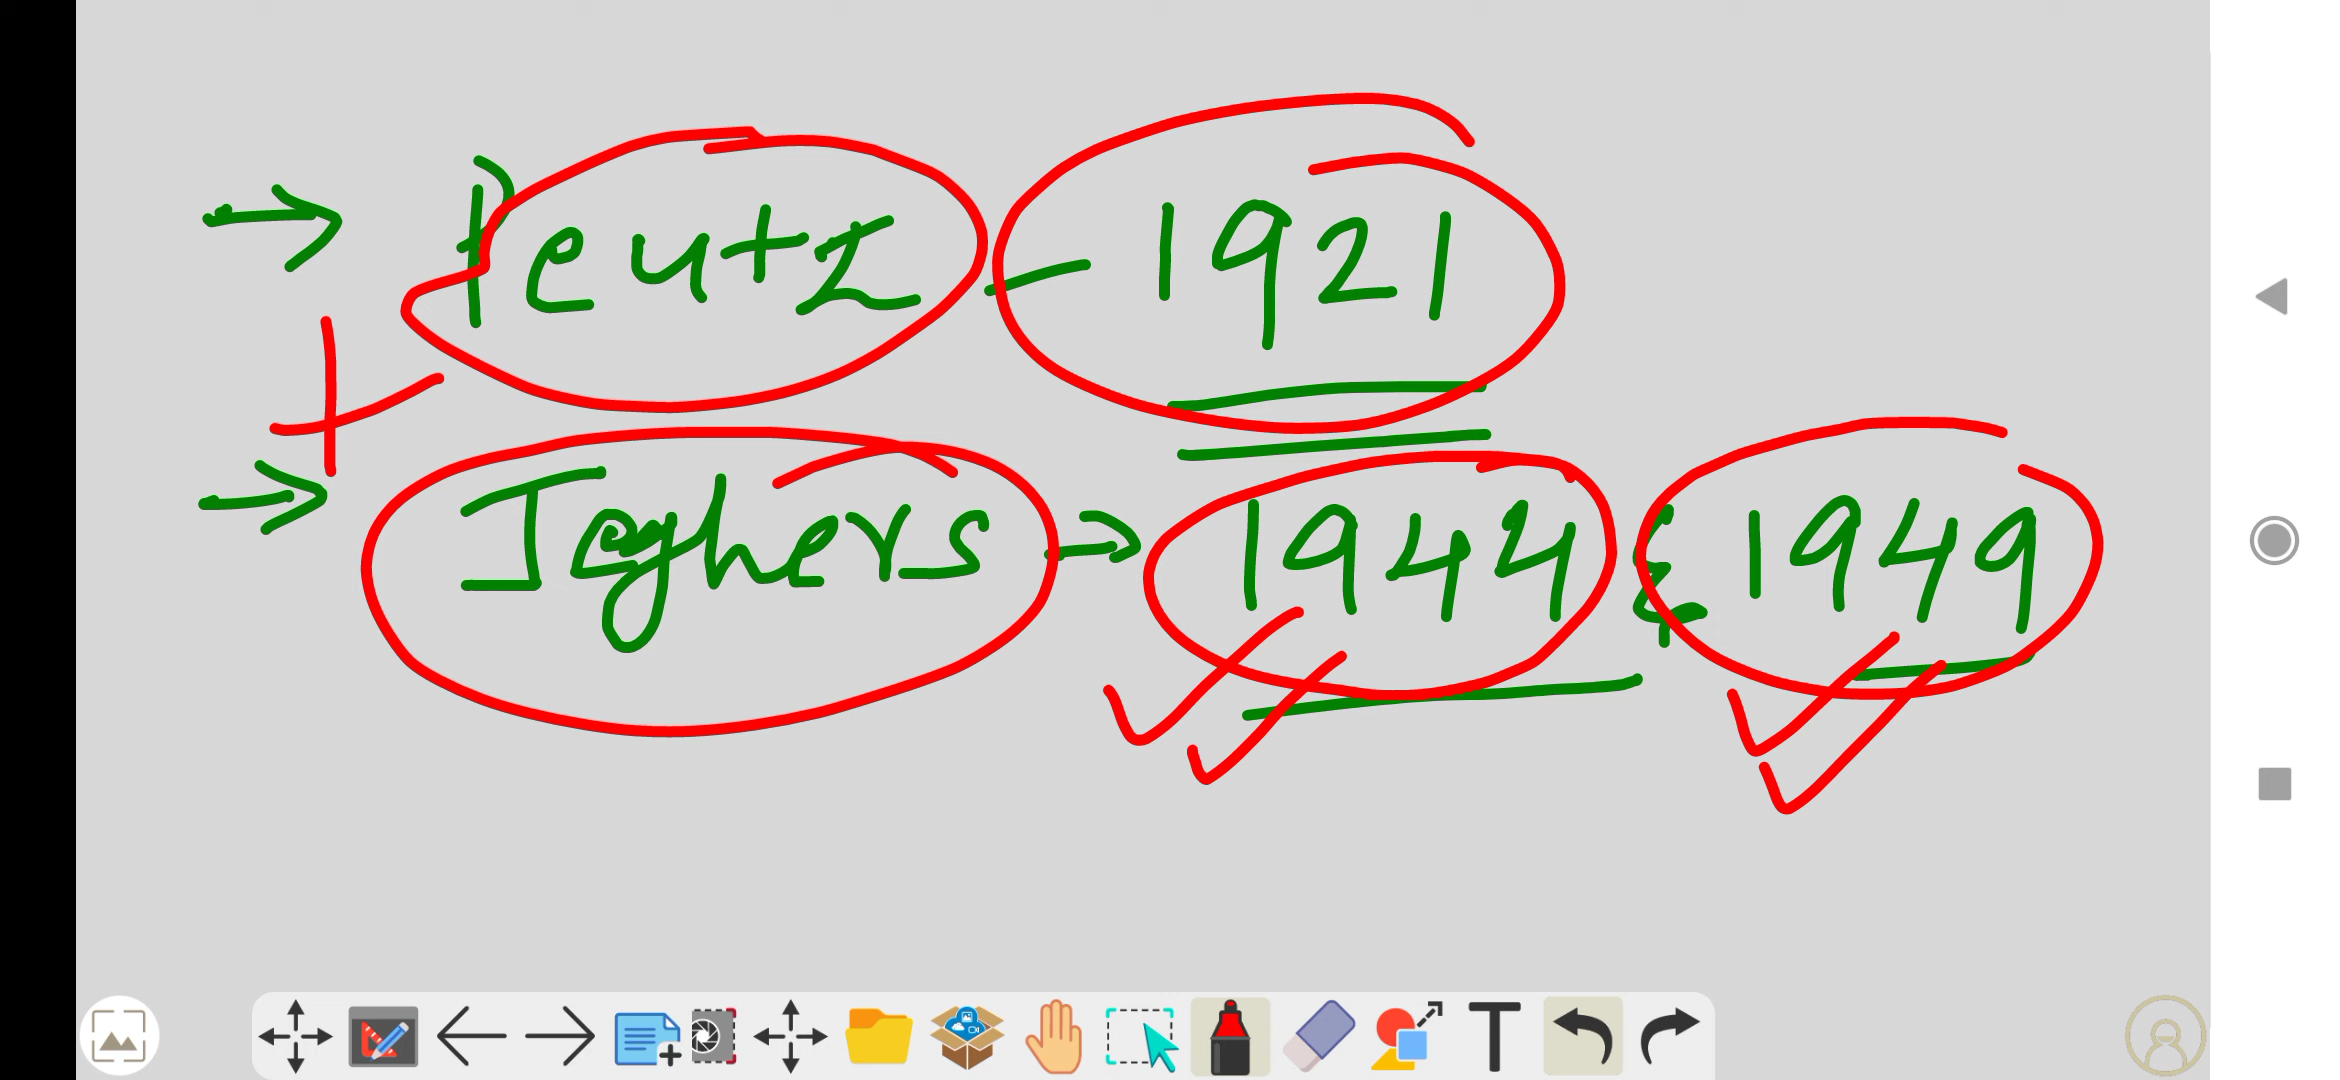 → Peutz - 1921
+
→ Jeghers → 1944 & 1949
T